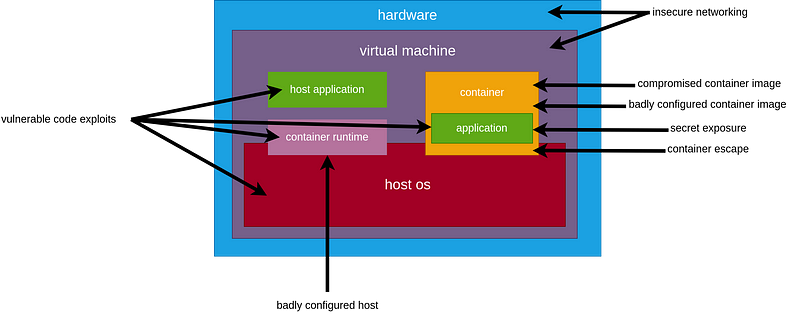 hardware
insecure networking
virtual machine
host application
container
compromised container image
badly configured container image
vulnerable code exploits
application
secret exposure
container runtime
container escape
host os
badly configured host